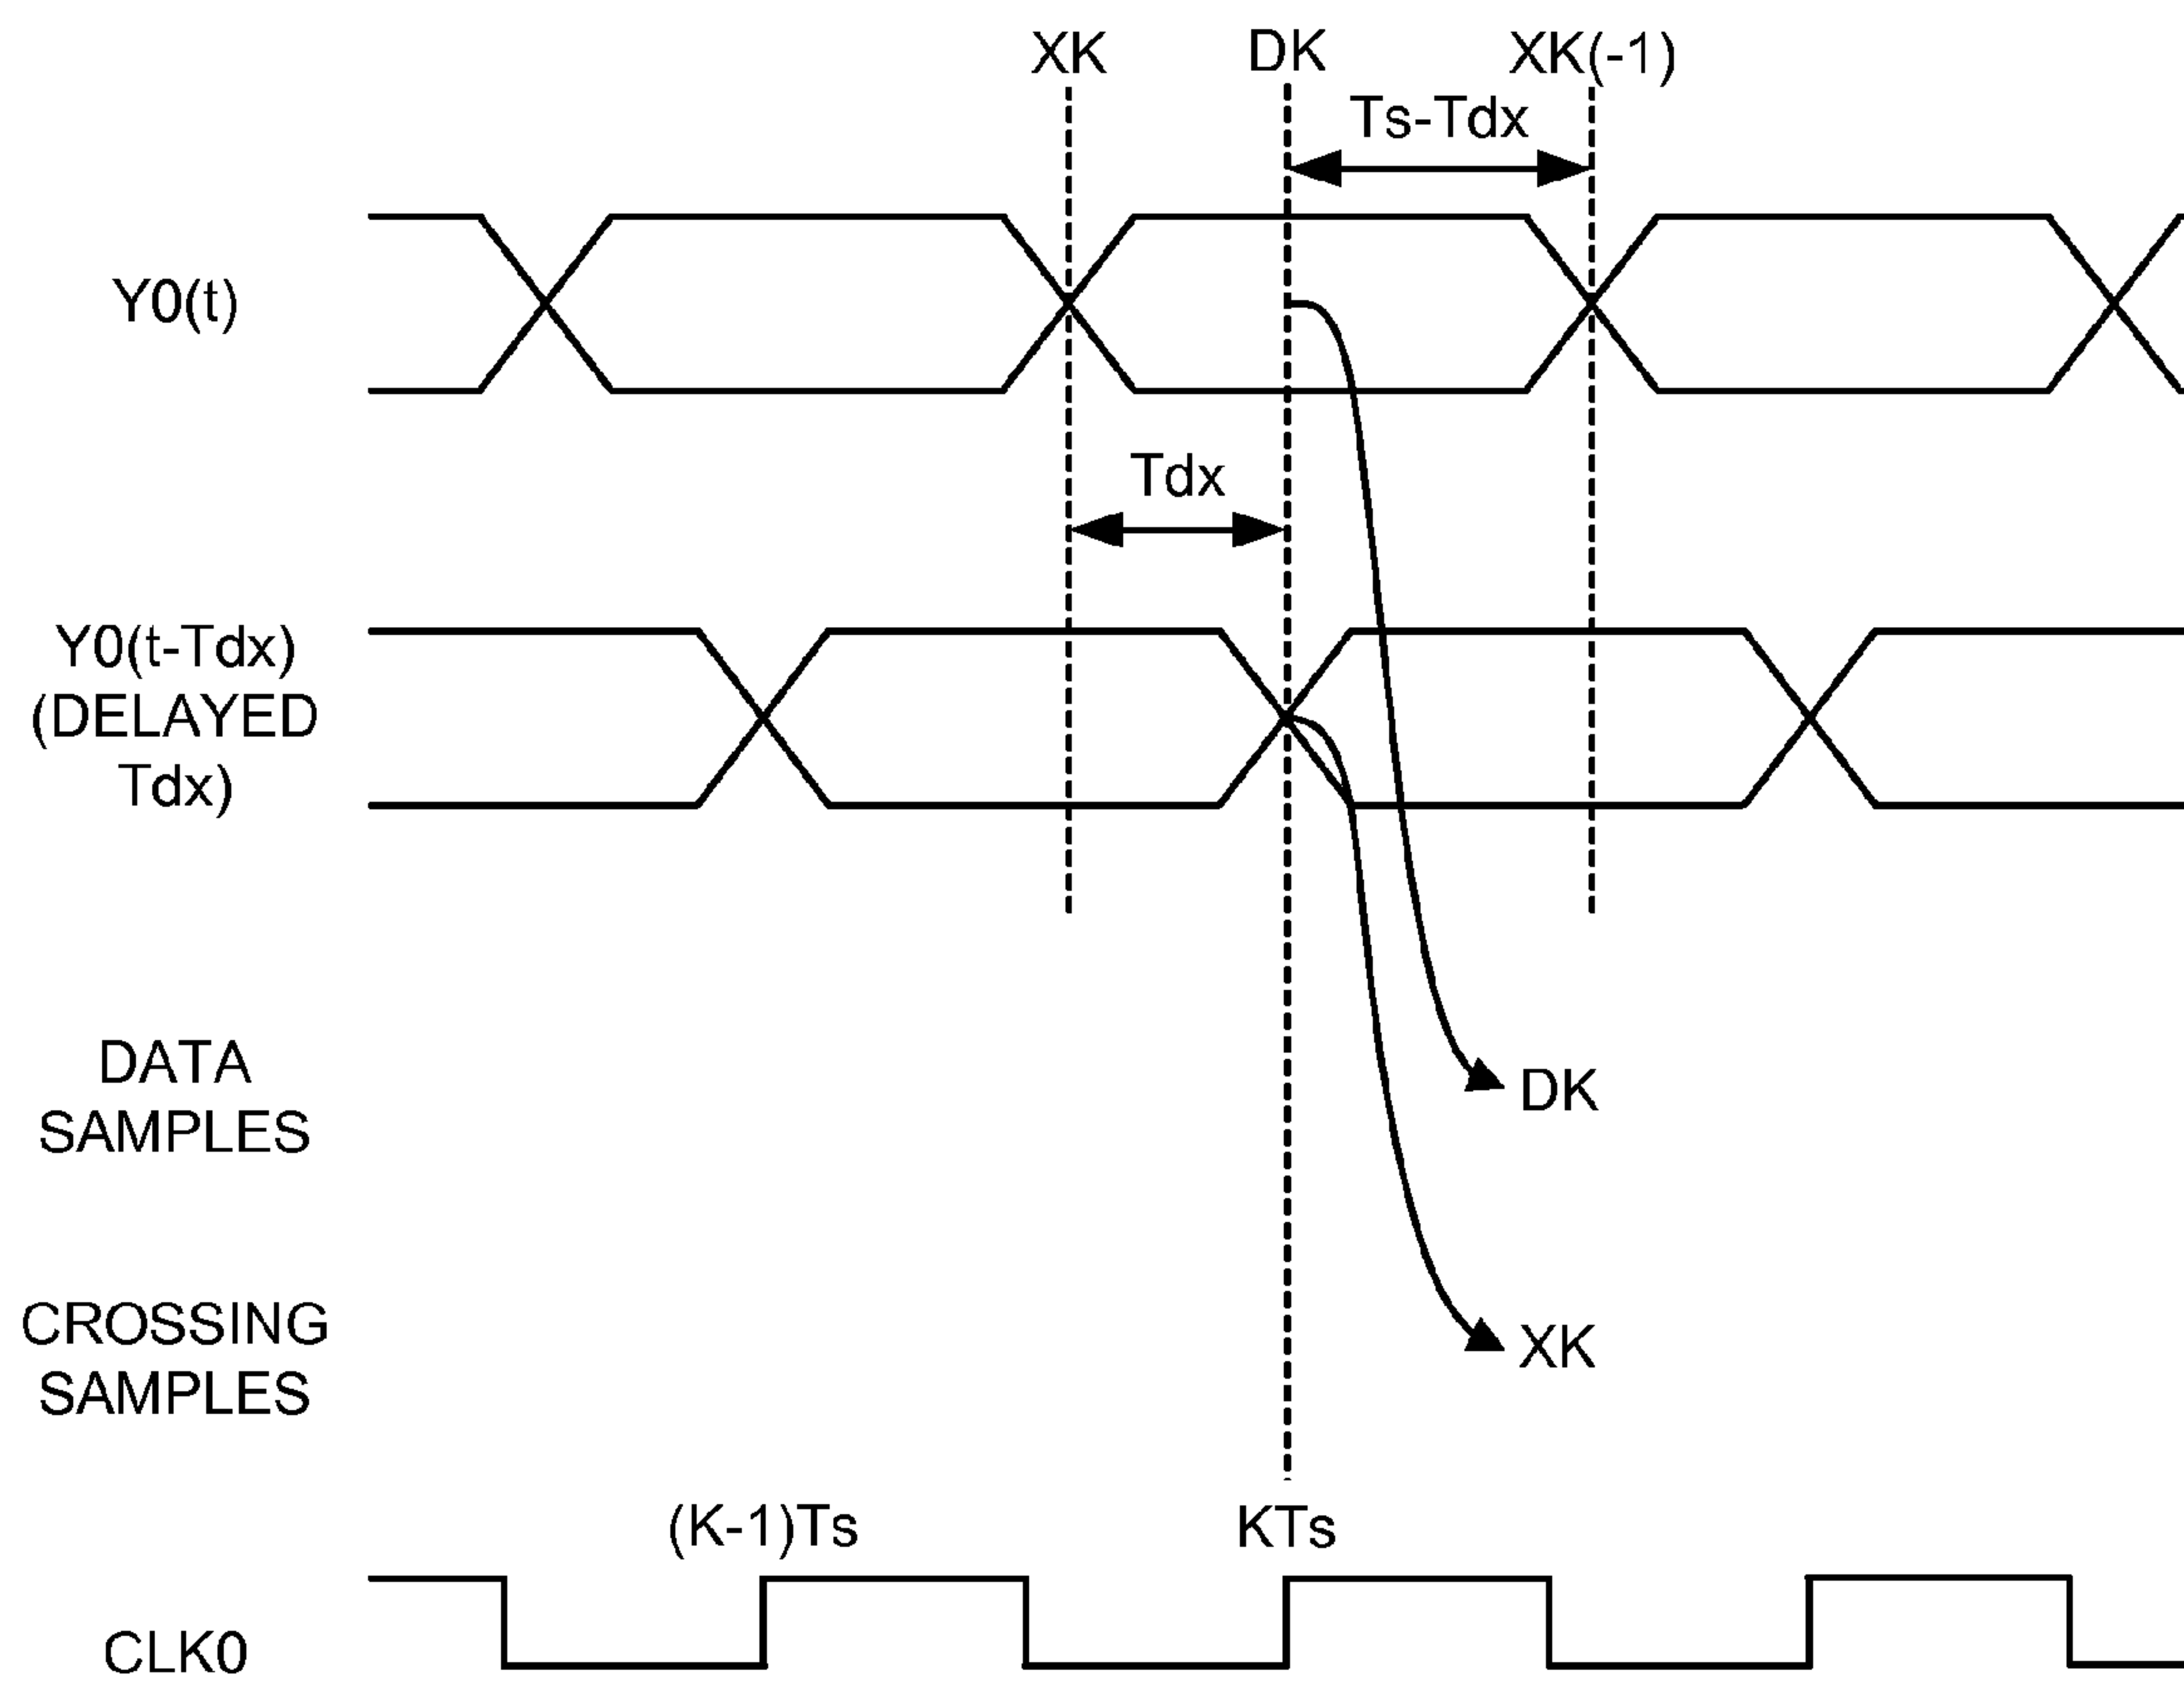 XK DK XK(-1)
Ts-Tdx
Y0(t)
Tdx
Y0(t-Tdx)
(DELAYED
Tdx)
DATA
SAMPLES
DK
CROSSING
SAMPLES
XK
(K-1)Ts KTs
CLK0